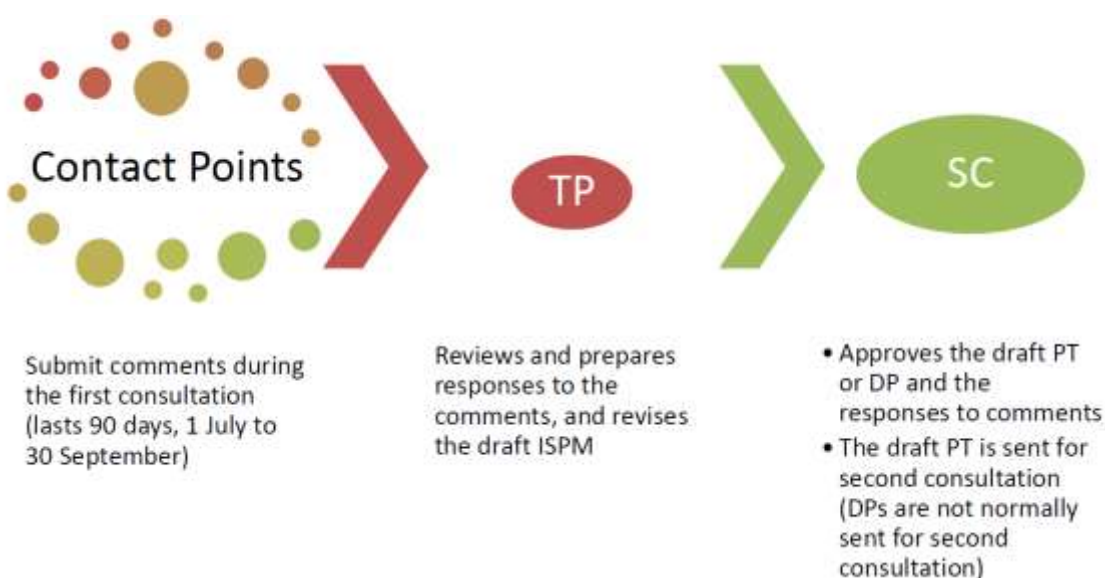 Contact Points
TP
SC
Submit comments during
the first consultation
(lasts 90 days, 1 July to
30 September)
Reviews and prepares
responses to the
comments, and revises
the draft ISPM
• Approves the draft PT
or DP and the
responses to comments
• The draft PT is sent for
second consultation
(DPs are not normally
sent for second
consultation)